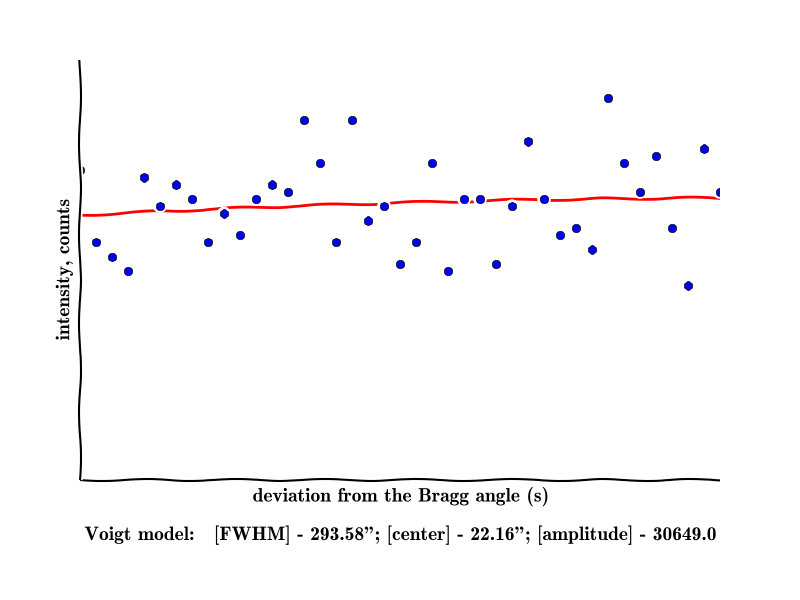 intensity, counts
deviation from the Bragg angle (s)
Voigt model: [FWHM] - 293.58”; [center] - 22.16”; [amplitude] - 30649.0